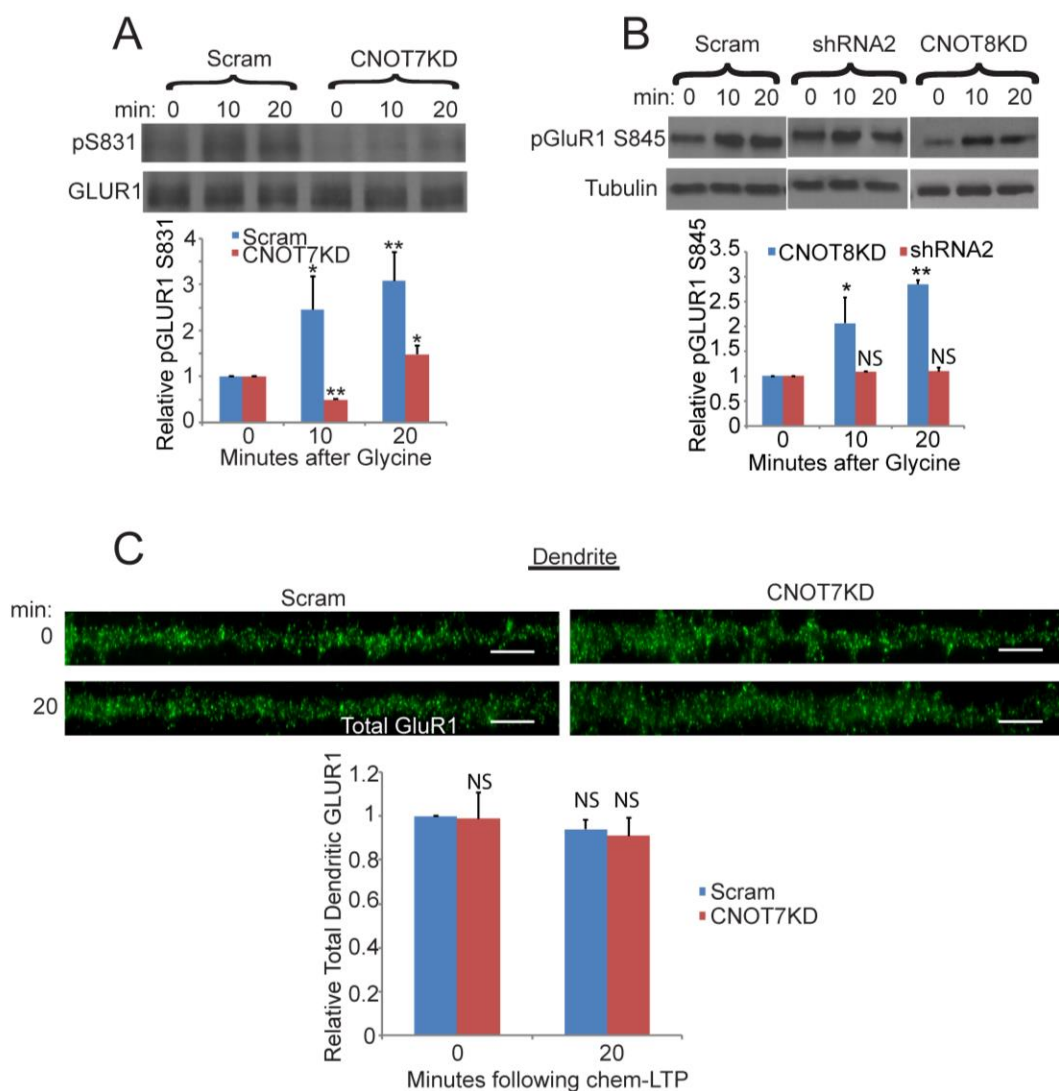 A
Scram CNOT7KD
min: 0 10 20 0 10 20
pS831
GLUR1
Relative pGLUR1 S831
4
3
2
1
0
Scram
CNOT7KD
* ** ** *
0 10 20
Minutes after Glycine
B
Scram shRNA2 CNOT8KD
min: 0 10 20 0 10 20 0 10 20
pGluR1 S845
Tubulin
Relative pGLUR1 S845
3.5
3
2.5
2
1.5
1
5
0
CNOT8KD shRNA2
* NS ** NS
0 10 20
Minutes after Glycine
C
Dendrite
Scram CNOT7KD
min:
0
20
Total GluR1
Relative Total Dendritic GLUR1
1.2
1
0.8
0.6
0.4
0.2
0
NS NS NS
Scram
CNOT7KD
0 20
Minutes following chem-LTP